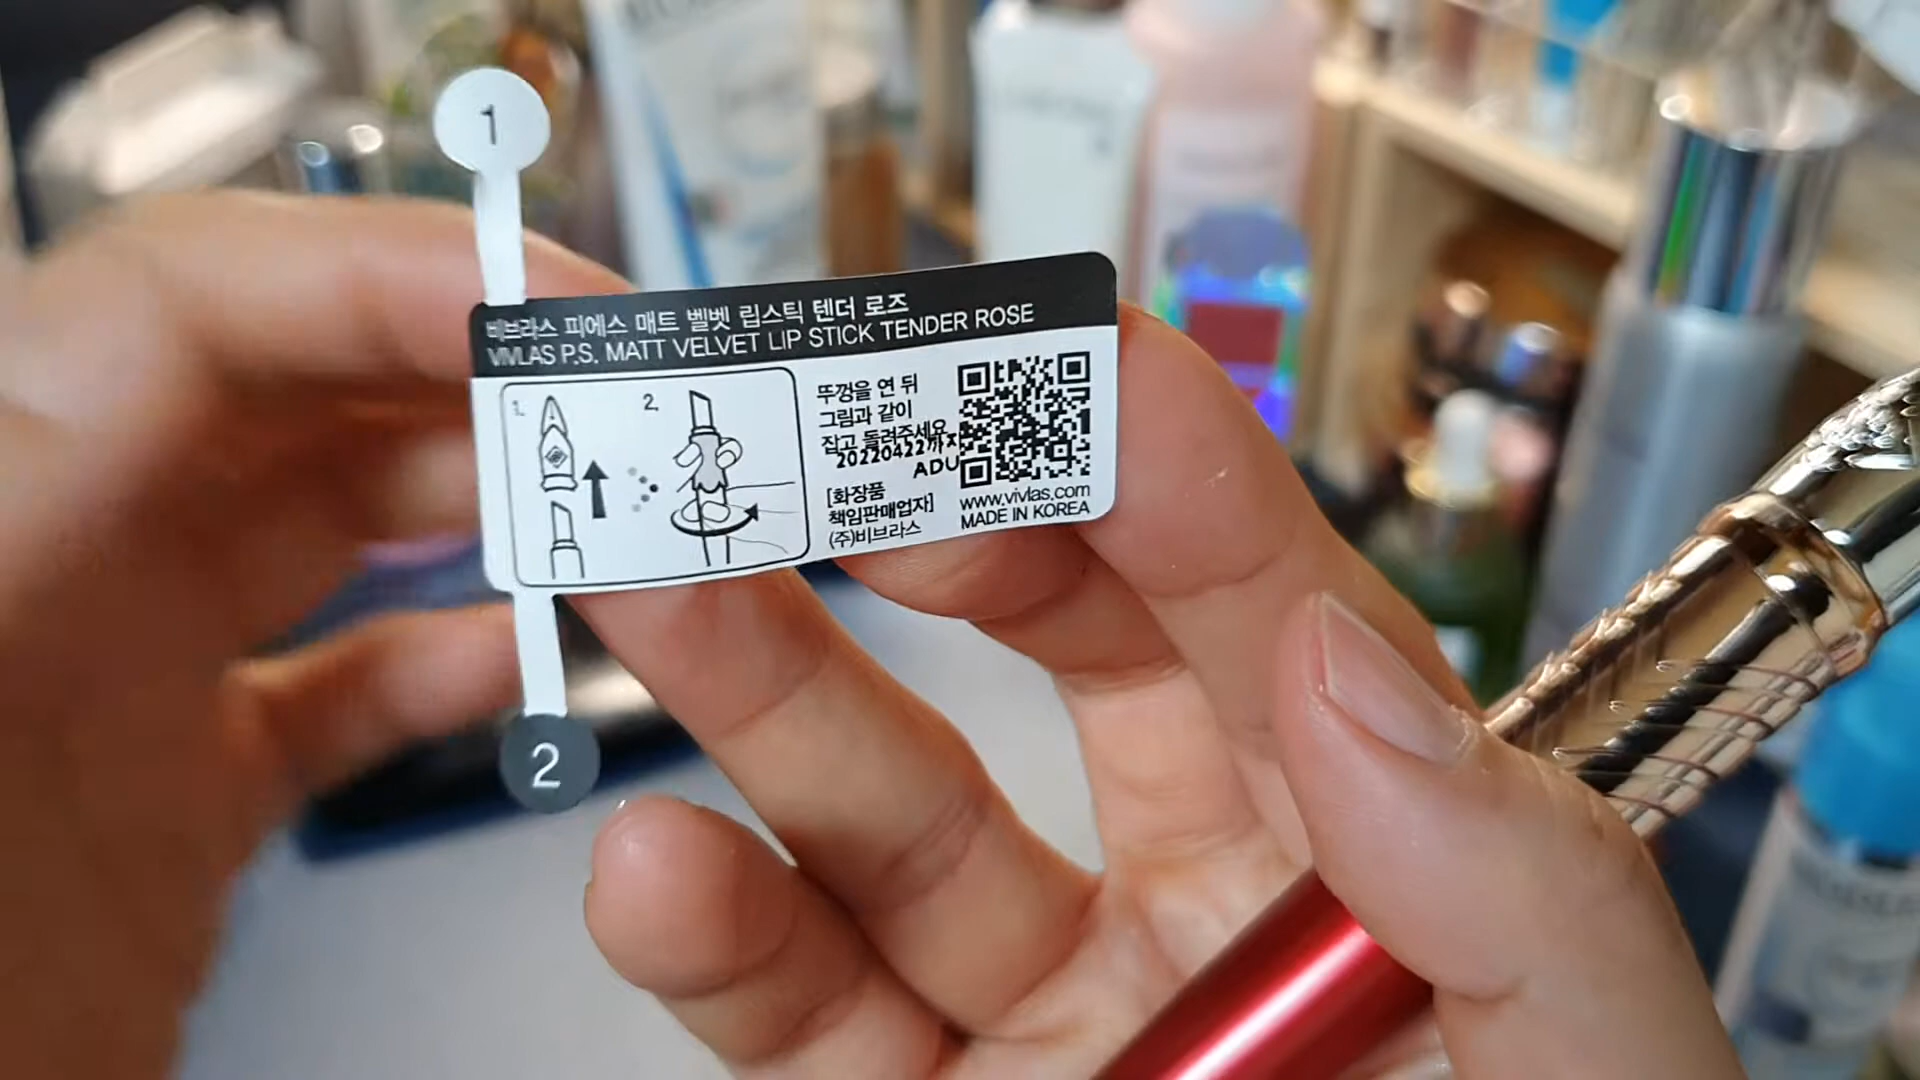 1
비브라스 피에스 매트 벨벳 립스틱 텐더 로즈
VIVLAS P.S. MATT VELVET LIP STICK TENDER ROSE
1.
2.
뚜껑을 연 뒤
그림과 같이
잡고 돌려주세요
20220422까지
ADU
[화장품
책임판매업자]
(주)비브라스
www.vivlas.com
MADE IN KOREA
2